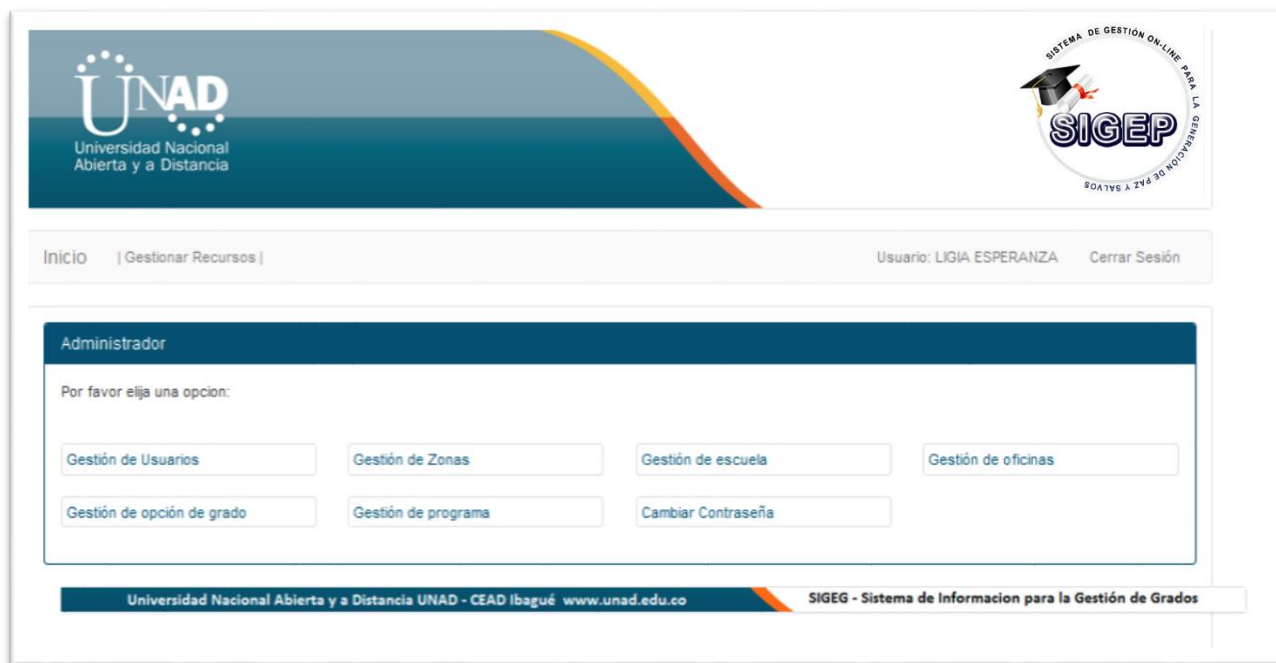 UNAD
Universidad Nacional
Abierta y a Distancia
SISTEMA DE GESTIÓN ON-LINE PARA LA GENERACIÓN DE PAZ Y SALVOS
SIGEP
Inicio | Gestionar Recursos | Usuario: LIGIA ESPERANZA Cerrar Sesión
Administrador
Por favor elija una opcion:
Gestión de Usuarios Gestión de Zonas Gestión de escuela Gestión de oficinas
Gestión de opción de grado Gestión de programa Cambiar Contraseña
Universidad Nacional Abierta y a Distancia UNAD - CEAD Ibagué www.unad.edu.co SIGEG - Sistema de Informacion para la Gestión de Grados